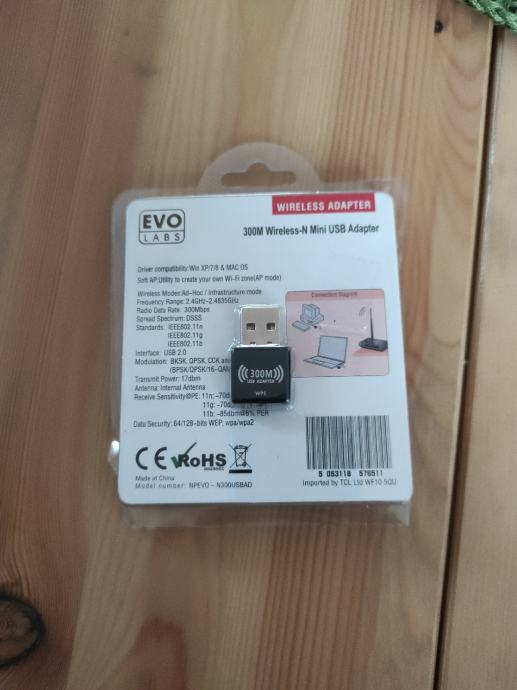 WIRELESS ADAPTER
EVO
LABS
300M Wireless-N Mini USB Adapter
Driver compatibility:Win XP/7/8 & MAC OS
Soft AP:Utility to create your own Wi-Fi zone(AP mode)
Wireless Modes:Ad-Hoc / Infrastructure mode
Frequency Range: 2.4GHz-2.4835GHz
Radio Data Rate: 300Mbps
Spread Spectrum: DSSS
Standards: IEEE802.11n
IEEE802.11g
IEEE802.11b
Interface: USB 2.0
Modulation: BKSK, QPSK, CCK
(BPSK/QPSK/16-QAM
Transmit Power: 17dbm
Antenna: Internal Antenna
Receive Sensitivity@PE: 11n:
11g:
11b: -85dbm@8% PER
Data Security: 64/128-bits WEP; wpa/wpa2
Connection Diagram
300M
USB ADAPTER
WPE
CE RoHS
Made in China
Model number: NPEVO - N300USBAD
5 053118 576511
Imported by TCL Ltd WF10 5QU